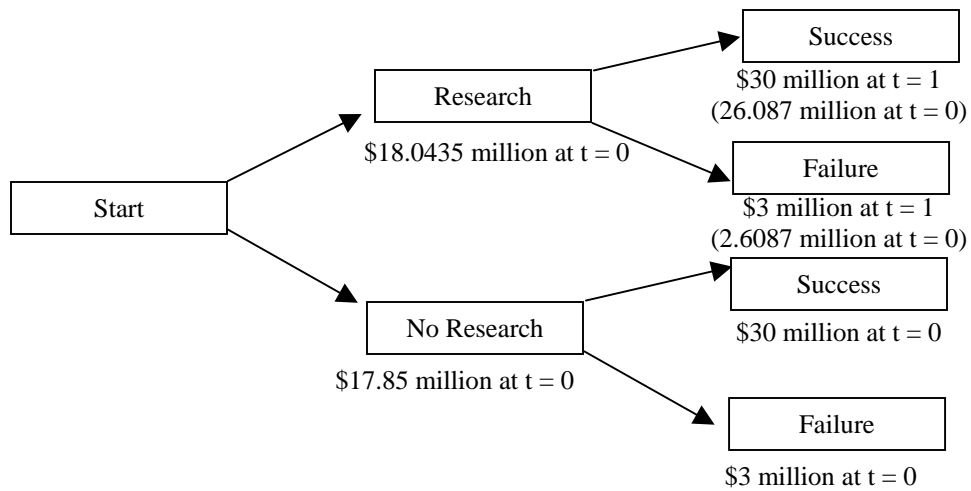 Success
$30 million at t = 1
(26.087 million at t = 0)
Research
$18.0435 million at t = 0
Failure
$3 million at t = 1
(2.6087 million at t = 0)
Start
Success
$30 million at t = 0
No Research
$17.85 million at t = 0
Failure
$3 million at t = 0